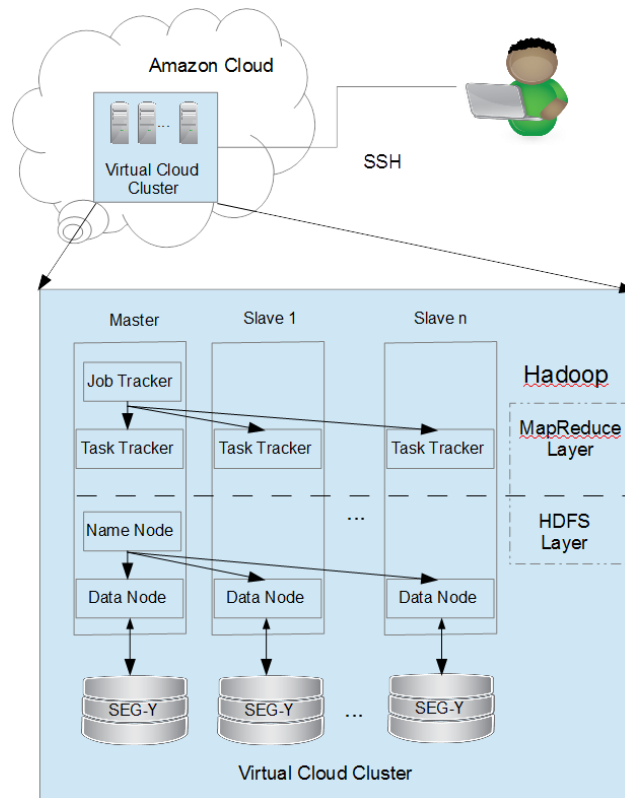 Amazon Cloud
...
Virtual Cloud
Cluster
SSH
Master
Slave 1
Slave n
Job Tracker
Hadoop
Task Tracker
Task Tracker
Task Tracker
MapReduce
Layer
...
Name Node
HDFS
Layer
Data Node
Data Node
Data Node
SEG-Y
SEG-Y
...
SEG-Y
Virtual Cloud Cluster